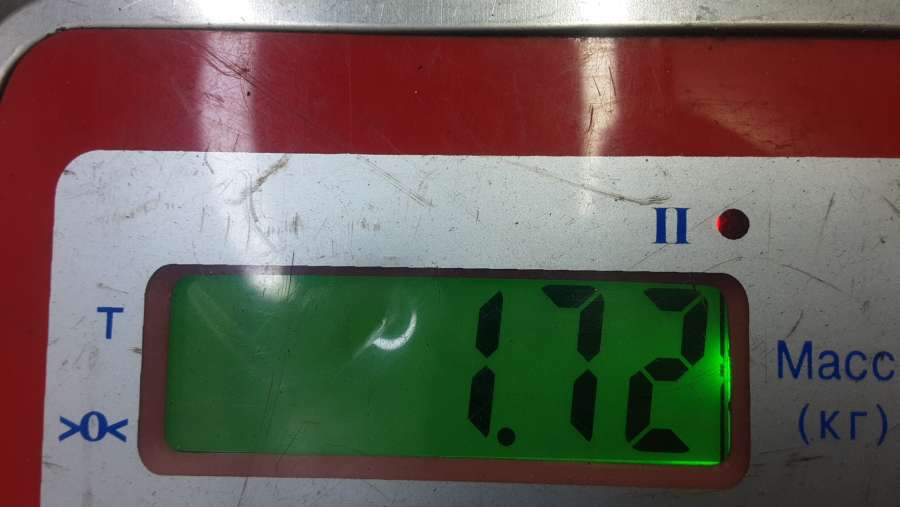 II
T
1.72
Масс
>0<
(кг)